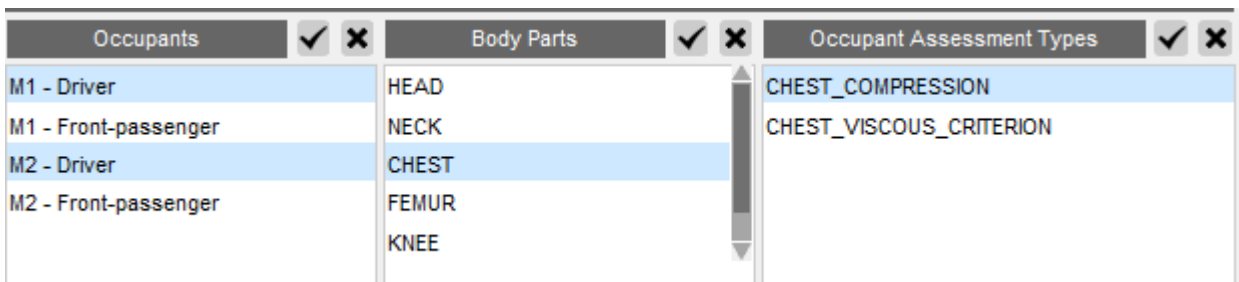 Occupants
Body Parts
Occupant Assessment Types
M1 - Driver
M1 - Front-passenger
M2 - Driver
M2 - Front-passenger
HEAD
NECK
CHEST
FEMUR
KNEE
CHEST_COMPRESSION
CHEST_VISCOUS_CRITERION